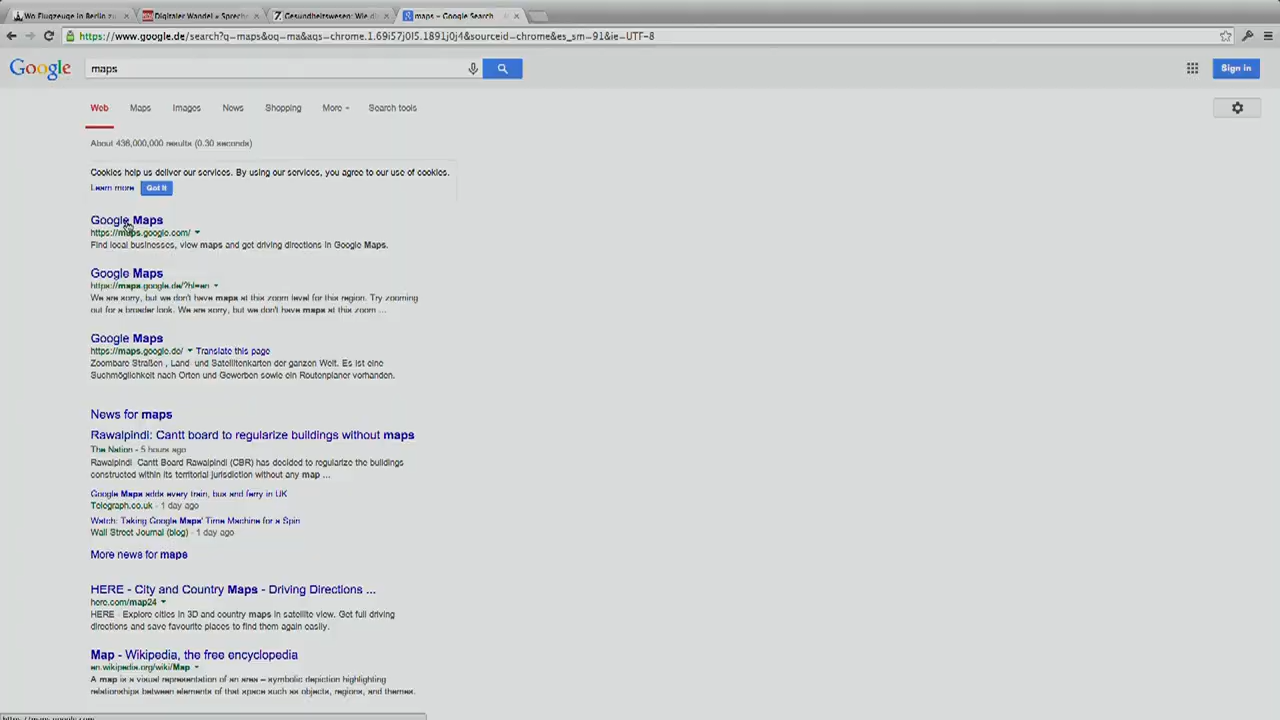 Wo Flugzeuge in Berlin zu
Digitaler Wandel » Sprech
Gesundheitswesen: Wie di
maps - Google Search
https://www.google.de/search?q=maps&oq=ma&aqs=chrome.1.69i57j0l5.1891j0j4&sourceid=chrome&es_sm=91&ie=UTF-8
Google
maps
Sign in
Web Maps Images News Shopping More Search tools
About 436,000,000 results (0.30 seconds)
Cookies help us deliver our services. By using our services, you agree to our use of cookies.
Learn more Got it
Google Maps
https://maps.google.com/
Find local businesses, view maps and get driving directions in Google Maps.
Google Maps
https://maps.google.de/?hl=en
We are sorry, but we don't have maps at this zoom level for this region. Try zooming
out for a broader look. We are sorry, but we don't have maps at this zoom ...
Google Maps
https://maps.google.de/ Translate this page
Zoombare Straßen , Land- und Satellitenkarten der ganzen Welt. Es ist eine
Suchmöglichkeit nach Orten und Gewerben sowie ein Routenplaner vorhanden.
News for maps
Rawalpindi: Cantt board to regularize buildings without maps
The Nation - 5 hours ago
Rawalpindi Cantt Board Rawalpindi (CBR) has decided to regularize the buildings
constructed within its territorial jurisdiction without any map ...
Google Maps adds every train, bus and ferry in UK
Telegraph.co.uk - 1 day ago
Watch: Taking Google Maps' Time Machine for a Spin
Wall Street Journal (blog) - 1 day ago
More news for maps
HERE - City and Country Maps - Driving Directions ...
here.com/map24
HERE - Explore cities in 3D and country maps in satellite view. Get full driving
directions and save favourite places to find them again easily.
Map - Wikipedia, the free encyclopedia
en.wikipedia.org/wiki/Map
A map is a visual representation of an area – symbolic depiction highlighting
relationships between elements of that space such as objects, regions, and themes.
https://maps.google.com